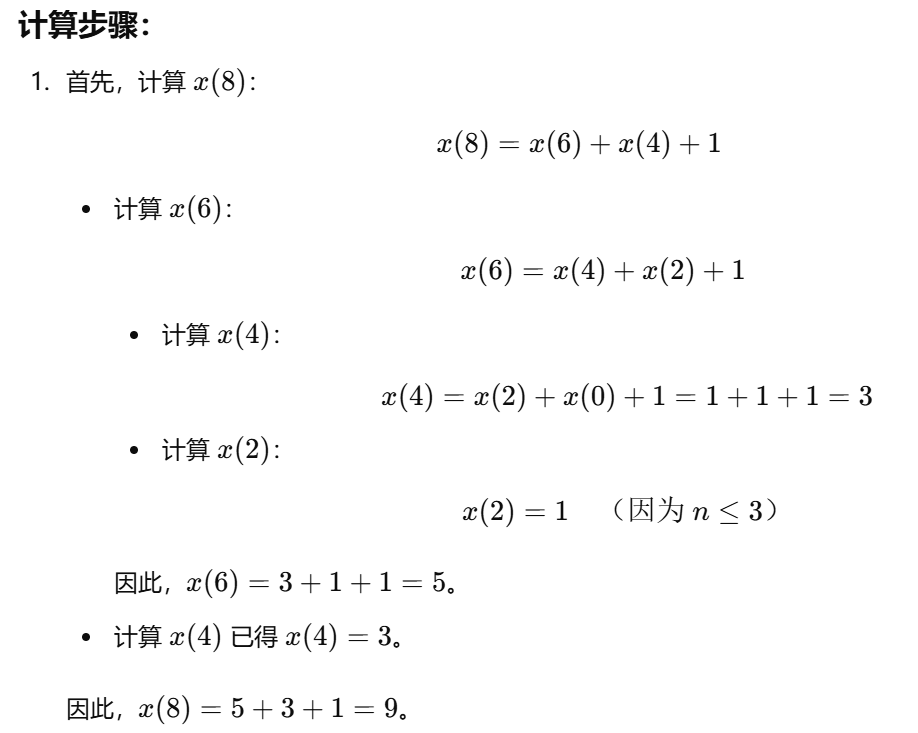 计算步骤：
1. 首先，计算 x(8)：
x(8) = x(6) + x(4) + 1
• 计算 x(6)：
x(6) = x(4) + x(2) + 1
• 计算 x(4)：
x(4) = x(2) + x(0) + 1 = 1 + 1 + 1 = 3
• 计算 x(2)：
x(2) = 1 （因为 n ≤ 3）
因此，x(6) = 3 + 1 + 1 = 5。
• 计算 x(4) 已得 x(4) = 3。
因此，x(8) = 5 + 3 + 1 = 9。